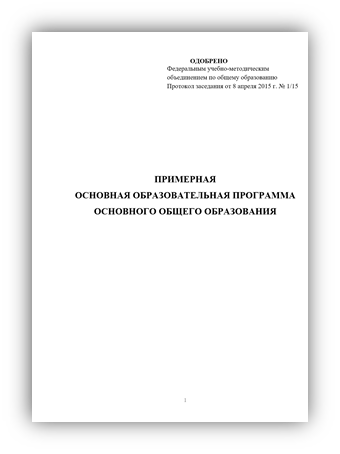 ОДОБРЕНО
Федеральным учебно-методическим
объединением по общему образованию
Протокол заседания от 8 апреля 2015 г. № 1/15
ПРИМЕРНАЯ
ОСНОВНАЯ ОБРАЗОВАТЕЛЬНАЯ ПРОГРАММА
ОСНОВНОГО ОБЩЕГО ОБРАЗОВАНИЯ
1